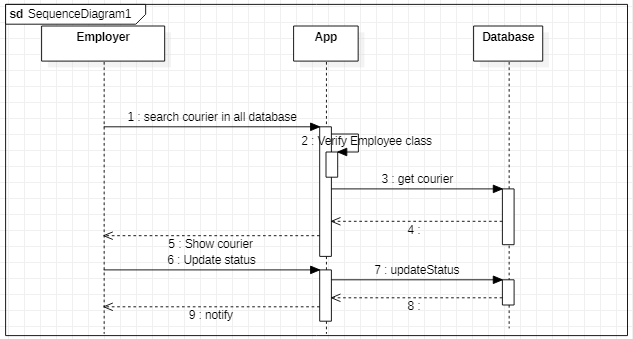 sd SequenceDiagram1
Employer
App
Database
1 : search courier in all database
2 : Verify Employee class
3 : get courier
4 :
5 : Show courier
6 : Update status
7 : updateStatus
8 :
9 : notify